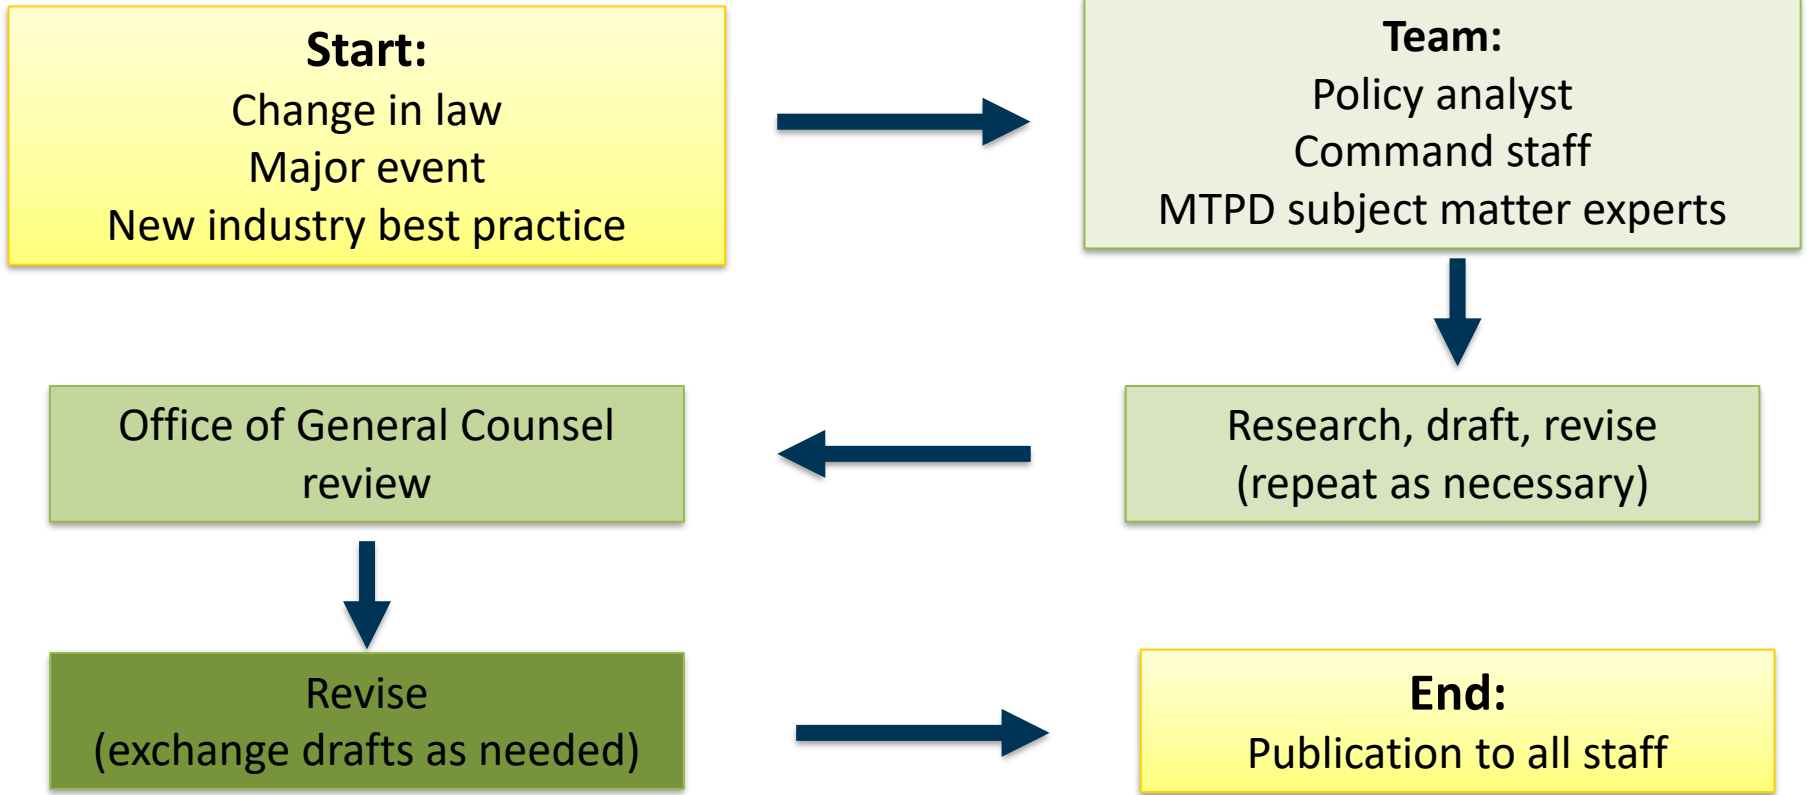 Start:
Change in law
Major event
New industry best practice
Team:
Policy analyst
Command staff
MTPD subject matter experts
Research, draft, revise
(repeat as necessary)
Office of General Counsel
review
Revise
(exchange drafts as needed)
End:
Publication to all staff